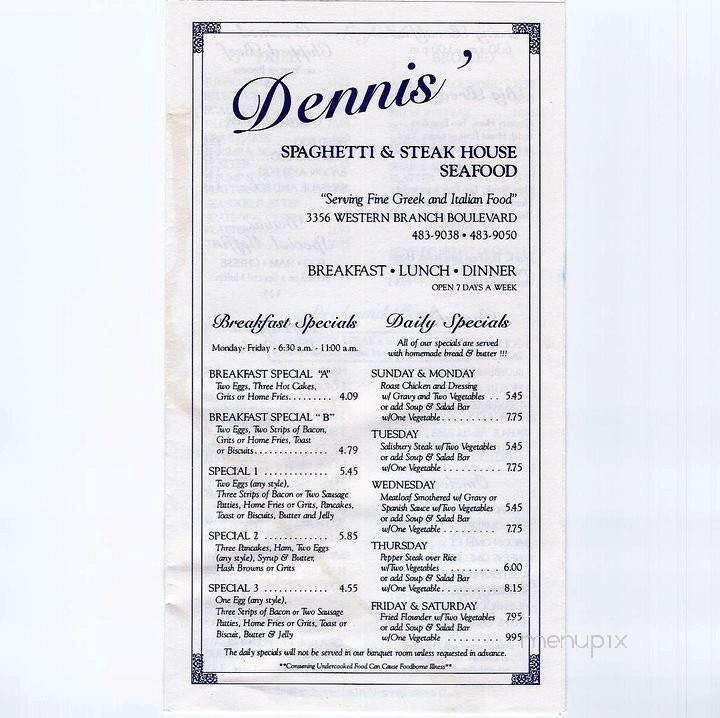 Dennis'
SPAGHETTI & STEAK HOUSE
SEAFOOD
"Serving Fine Greek and Italian Food"
3356 WESTERN BRANCH BOULEVARD
483-9038 • 483-9050
BREAKFAST • LUNCH • DINNER
OPEN 7 DAYS A WEEK
Breakfast Specials
Monday- Friday - 6:30 a.m. - 11:00 a.m.
BREAKFAST SPECIAL "A"
Two Eggs, Three Hot Cakes,
Grits or Home Fries......... 4.09
BREAKFAST SPECIAL " B"
Two Eggs, Two Strips of Bacon,
Grits or Home Fries, Toast
or Biscuits............... 4.79
SPECIAL 1 ............. 5.45
Two Eggs (any style),
Three Strips of Bacon or Two Sausage
Patties, Home Fries or Grits, Pancakes,
Toast or Biscuits, Butter and Jelly
SPECIAL 2 ............. 5.85
Three Pancakes, Ham, Two Eggs
(any style), Syrup & Butter,
Hash Browns or Grits
SPECIAL 3 ............. 4.55
One Egg (any style),
Three Strips of Bacon or Two Sausage
Patties, Home Fries or Grits, Toast or
Biscuit, Butter & Jelly
Daily Specials
All of our specials are served
with homemade bread & butter !!!
SUNDAY & MONDAY
Roast Chicken and Dressing
w/ Gravy and Two Vegetables .. 5.45
or add Soup & Salad Bar
w/One Vegetable........... 7.75
TUESDAY
Salisbury Steak w/Two Vegetables 5.45
or add Soup & Salad Bar
w/One Vegetable ........... 7.75
WEDNESDAY
Meatloaf Smothered w/ Gravy or
Spanish Sauce w/Two Vegetables 5.45
or add Soup & Salad Bar
w/One Vegetable ........... 7.75
THURSDAY
Pepper Steak over Rice
w/Two Vegetables ......... 6.00
or add Soup & Salad Bar
w/One Vegetable ........... 8.15
FRIDAY & SATURDAY
Fried Flounder w/Two Vegetables 7.95
or add Soup & Salad Bar
w/One Vegetable ......... 9.95
The daily specials will not be served in our banquet room unless requested in advance.
**Consuming Undercooked Food Can Cause Foodborne Illness**
menupix